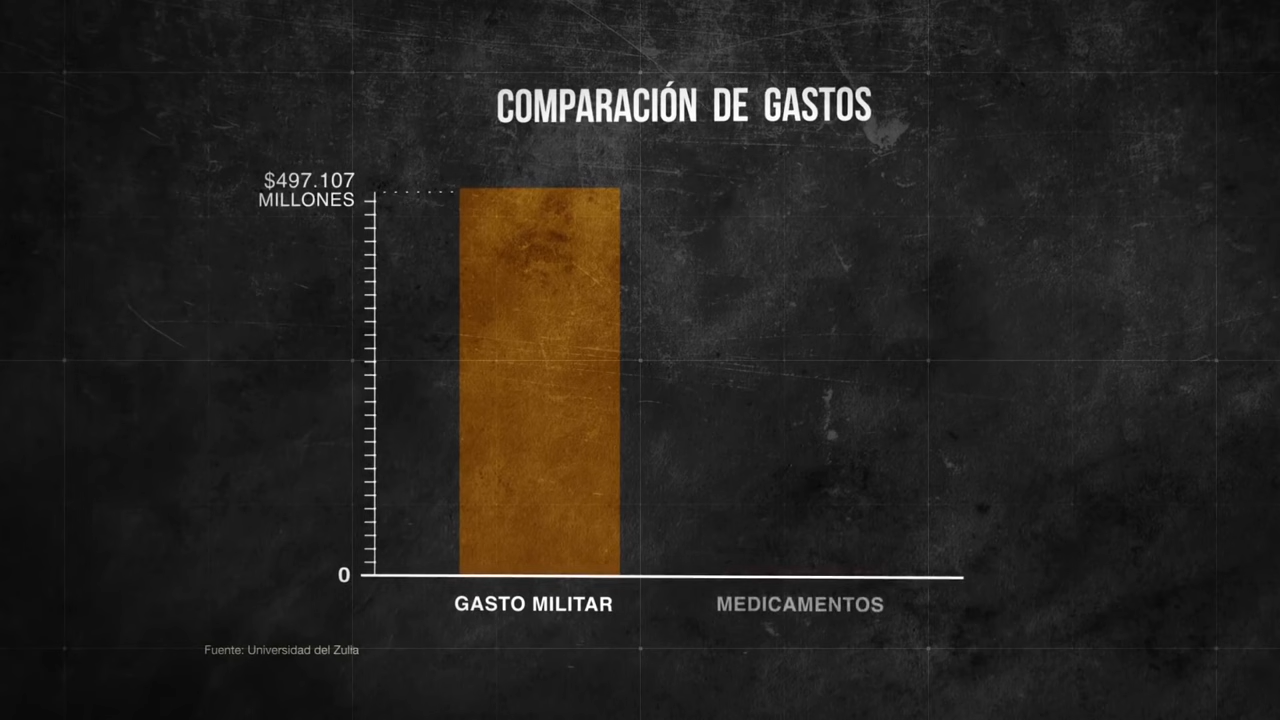 COMPARACIÓN DE GASTOS
$497.107
MILLONES
0
GASTO MILITAR
MEDICAMENTOS
Fuente: Universidad del Zulia